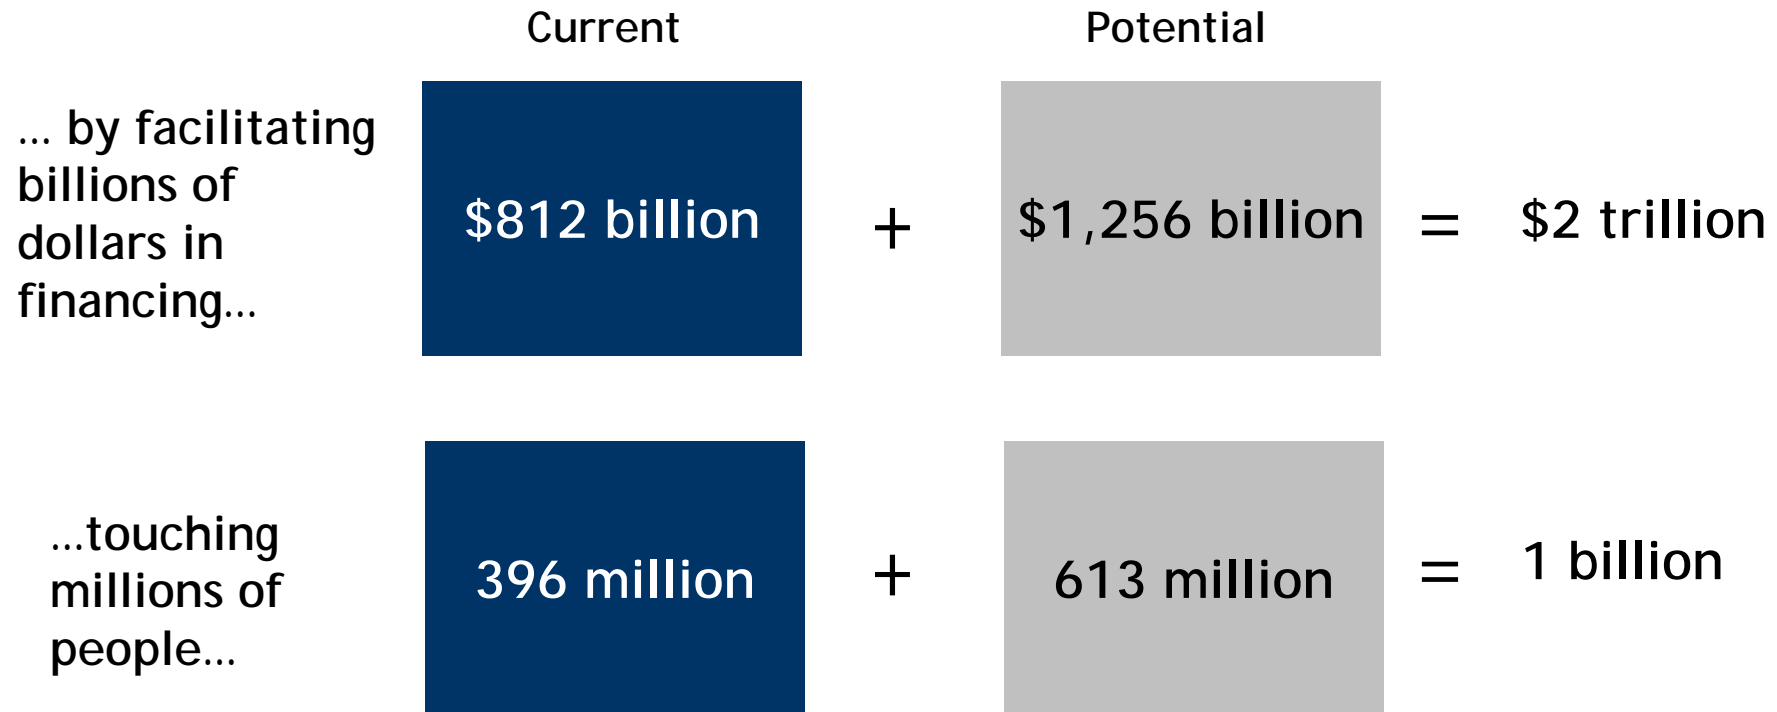 Current
Potential
... by facilitating
billions of
dollars in
financing...
$812 billion
+
$1,256 billion
=
$2 trillion
...touching
millions of
people...
396 million
+
613 million
=
1 billion